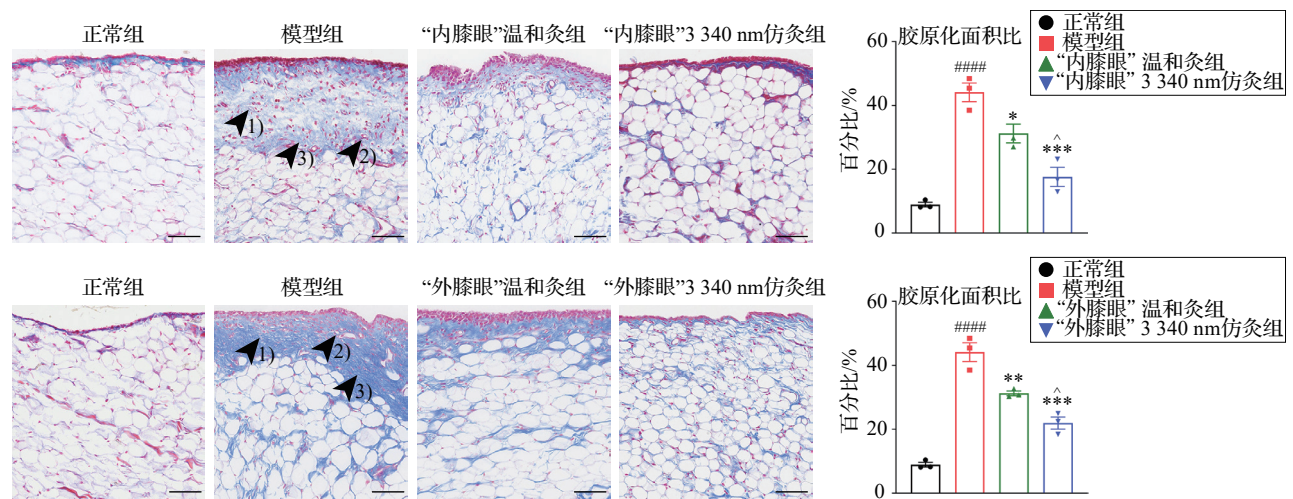 正常组
模型组
“内膝眼”温和灸组
“内膝眼”3 340 nm仿灸组
1)
3)
2)
胶原化面积比
正常组
模型组
“内膝眼” 温和灸组
“内膝眼” 3 340 nm仿灸组
百分比/%
60
40
20
0
####
*
^
***
正常组
模型组
“外膝眼”温和灸组
“外膝眼”3 340 nm仿灸组
1)
2)
3)
胶原化面积比
正常组
模型组
“外膝眼” 温和灸组
“外膝眼” 3 340 nm仿灸组
百分比/%
60
40
20
0
####
**
^
***